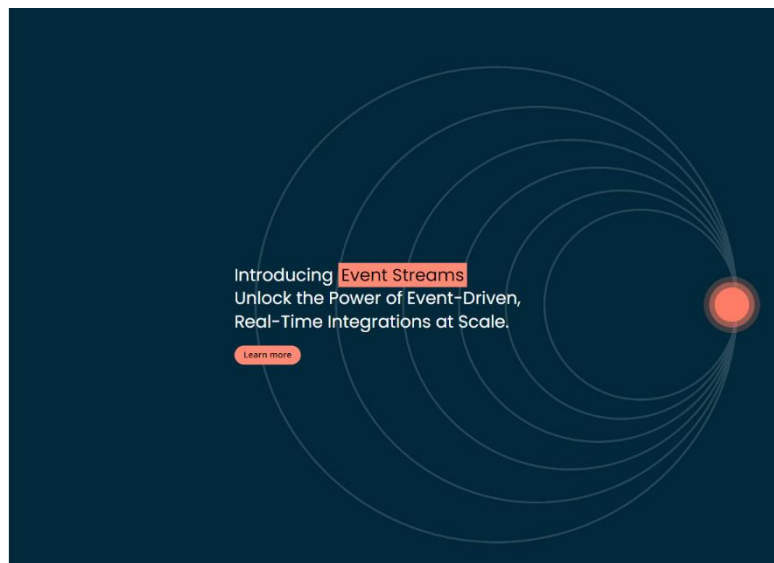 Introducing Event Streams
Unlock the Power of Event-Driven,
Real-Time Integrations at Scale.
Learn more